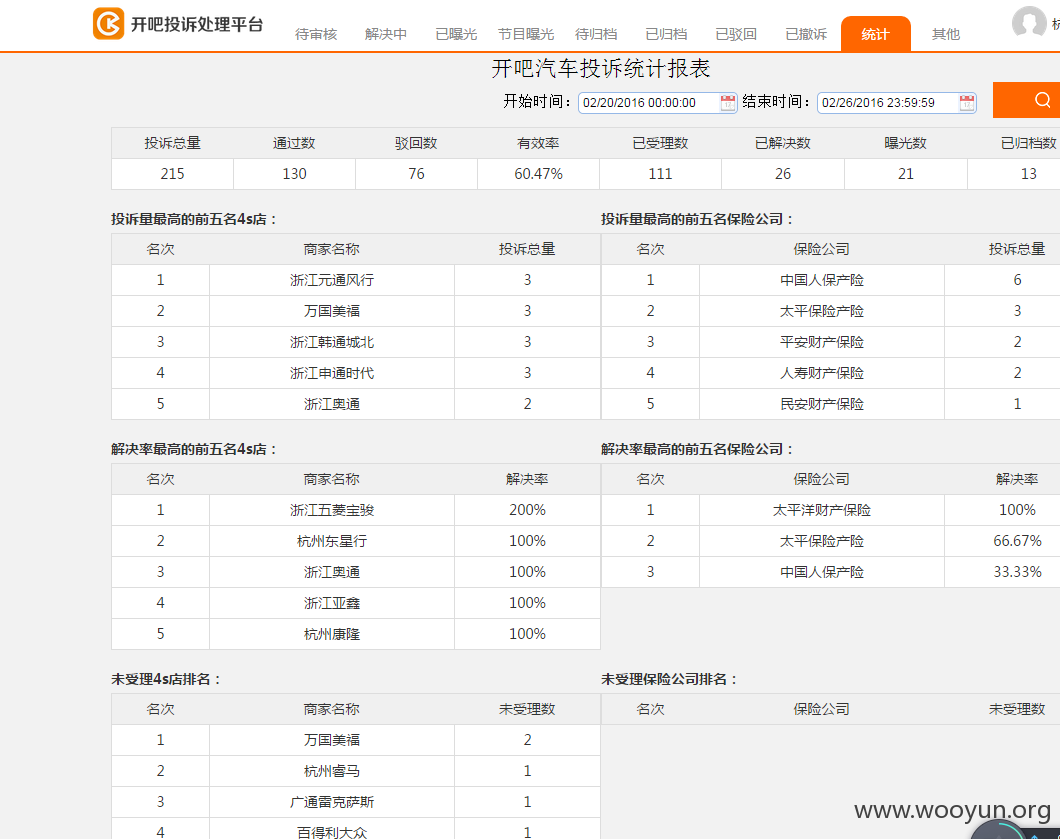 开吧投诉处理平台
待审核 解决中 已曝光 节目曝光 待归档 已归档 已驳回 已撤诉 统计 其他
开吧汽车投诉统计报表
开始时间： 02/20/2016 00:00:00 结束时间： 02/26/2016 23:59:59
投诉总量 通过数 驳回数 有效率 已受理数 已解决数 曝光数 已归档数
215 130 76 60.47% 111 26 21 13
投诉量最高的前五名4s店： 投诉量最高的前五名保险公司：
名次 商家名称 投诉总量 名次 保险公司 投诉总量
1 浙江元通风行 3 1 中国人保产险 6
2 万国美福 3 2 太平保险产险 3
3 浙江韩通城北 3 3 平安财产保险 2
4 浙江申通时代 3 4 人寿财产保险 2
5 浙江奥通 2 5 民安财产保险 1
解决率最高的前五名4s店： 解决率最高的前五名保险公司：
名次 商家名称 解决率 名次 保险公司 解决率
1 浙江五菱宝骏 200% 1 太平洋财产保险 100%
2 杭州东星行 100% 2 太平保险产险 66.67%
3 浙江奥通 100% 3 中国人保产险 33.33%
4 浙江亚鑫 100%
5 杭州康隆 100%
未受理4s店排名： 未受理保险公司排名：
名次 商家名称 未受理数 名次 保险公司 未受理数
1 万国美福 2
2 杭州睿马 1
3 广通雷克萨斯 1
4 百得利大众 1
www.wooyun.org